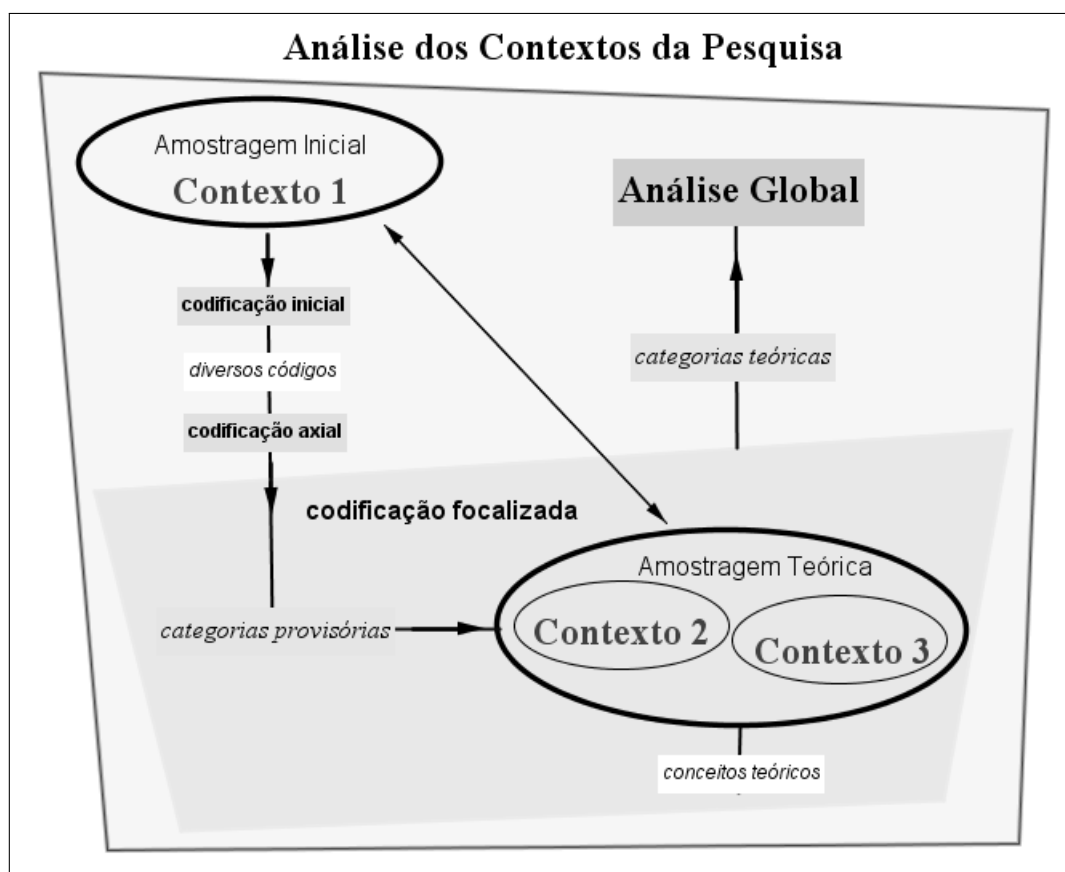 Análise dos Contextos da Pesquisa
Amostragem Inicial
Contexto 1
codificação inicial
diversos códigos
codificação axial
categorias provisórias
codificação focalizada
Amostragem Teórica
Contexto 2
Contexto 3
conceitos teóricos
categorias teóricas
Análise Global